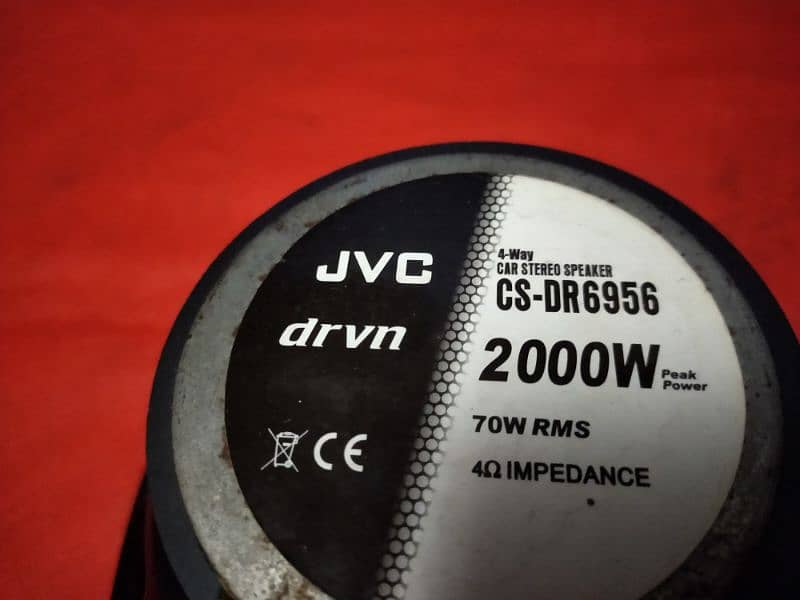 JVC
drvn
CE
4-Way
CAR STEREO SPEAKER
CS-DR6956
2000W Peak
Power
70W RMS
4Ω IMPEDANCE